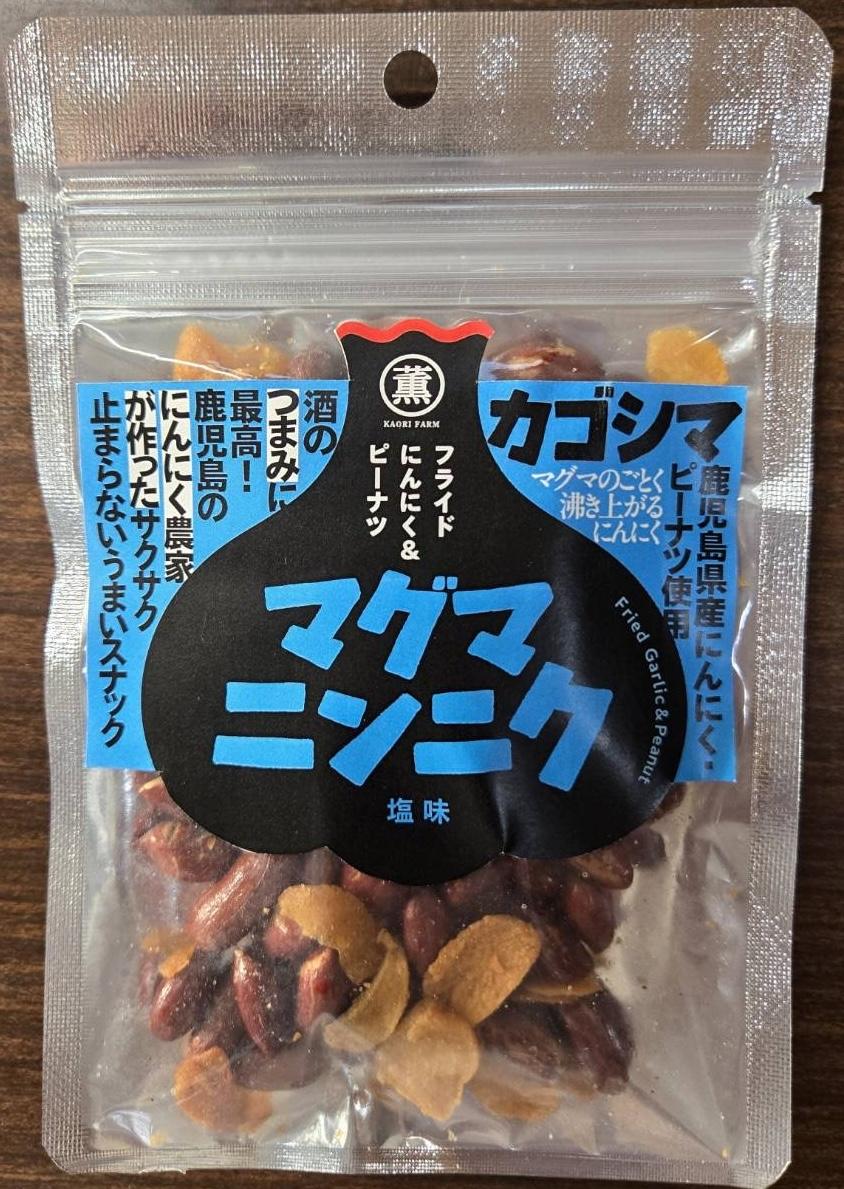 薫
KAORI FARM
フライド
にんにく&
ピーナツ
マグマ
ニンニク
塩味
Fried Garlic & Peanut
カゴシマ
マグマのごとく
沸き上がる
にんにく
鹿児島県産にんにく・
ピーナツ使用
酒の
つまみに
最高!
鹿児島の
にんにく農家
が作ったサクサク
止まらないうまいスナック